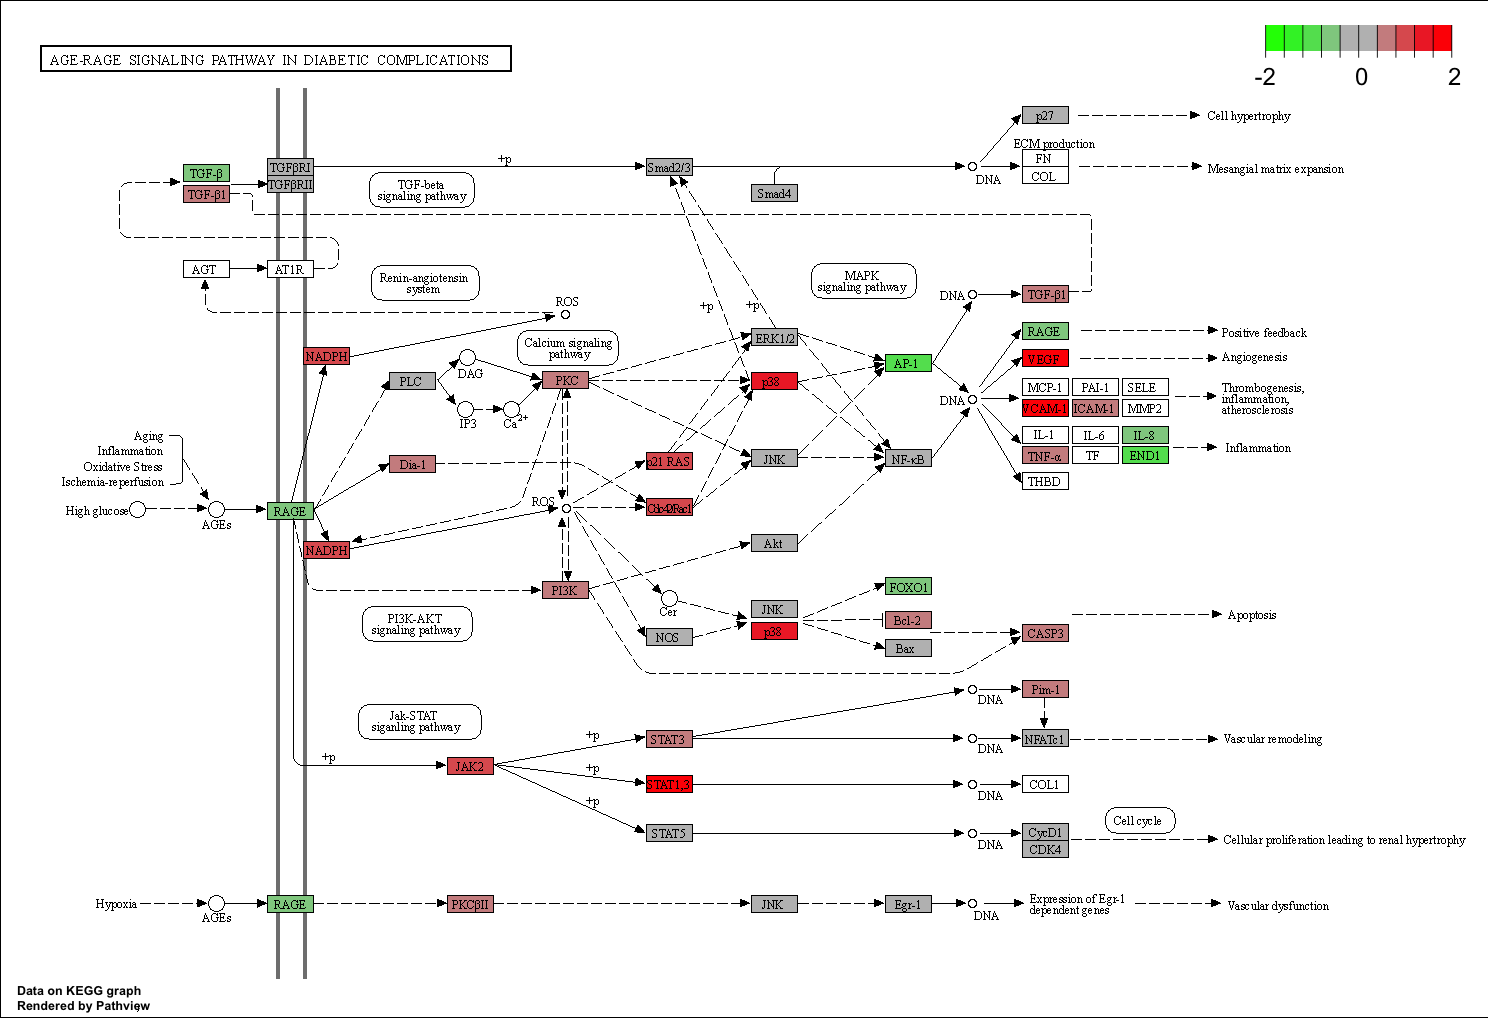 AGE-RAGE SIGNALING PATHWAY IN DIABETIC COMPLICATIONS
-2 0 2
p27
Cell hypertrophy
ECM production
FN
COL
Mesangial matrix expansion
DNA
TGF-β
TGF-β1
TGFβRI
TGFβRII
+p
TGF-beta
signaling pathway
Smad2/3
Smad4
AGT
AT1R
Renin-angiotensin
system
MAPK
signaling pathway
ROS
+p
+p
DNA
TGF-β1
NADPH
Calcium signaling
pathway
ERK1/2
RAGE
Positive feedback
VEGF
Angiogenesis
PLC
DAG
IP3
Ca2+
PKC
p38
AP-1
DNA
MCP-1
PAI-1
SELE
VCAM-1
ICAM-1
MMP2
Thrombogenesis,
inflammation,
atherosclerosis
IL-1
IL-6
IL-8
TNF-α
TF
END1
Inflammation
THBD
Aging
Inflammation
Oxidative Stress
Ischemia-reperfusion
High glucose
AGEs
RAGE
Dia-1
p21 RAS
JNK
NF-κB
ROS
Cdc42/Rac1
NADPH
Akt
PI3K
PI3K-AKT
signaling pathway
Cer
NOS
JNK
p38
FOXO1
Bcl-2
Bax
CASP3
Apoptosis
Jak-STAT
siganling pathway
+p
JAK2
+p
+p
+p
STAT3
STAT1,3
STAT5
DNA
Pim-1
DNA
NFATc1
Vascular remodeling
DNA
COL1
Cell cycle
DNA
CycD1
CDK4
Cellular proliferation leading to renal hypertrophy
Hypoxia
AGEs
RAGE
PKCβII
JNK
Egr-1
DNA
Expression of Egr-1
dependent genes
Vascular dysfunction
Data on KEGG graph
Rendered by Pathview